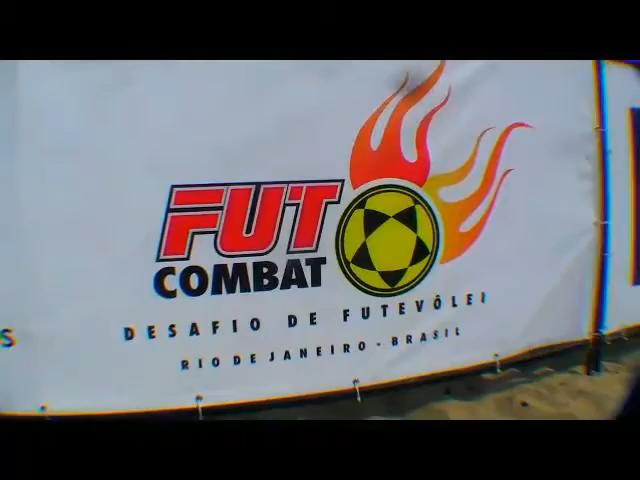 FUT
COMBAT
DESAFIO DE FUTEVÔLEI
RIO DE JANEIRO - BRASIL
S